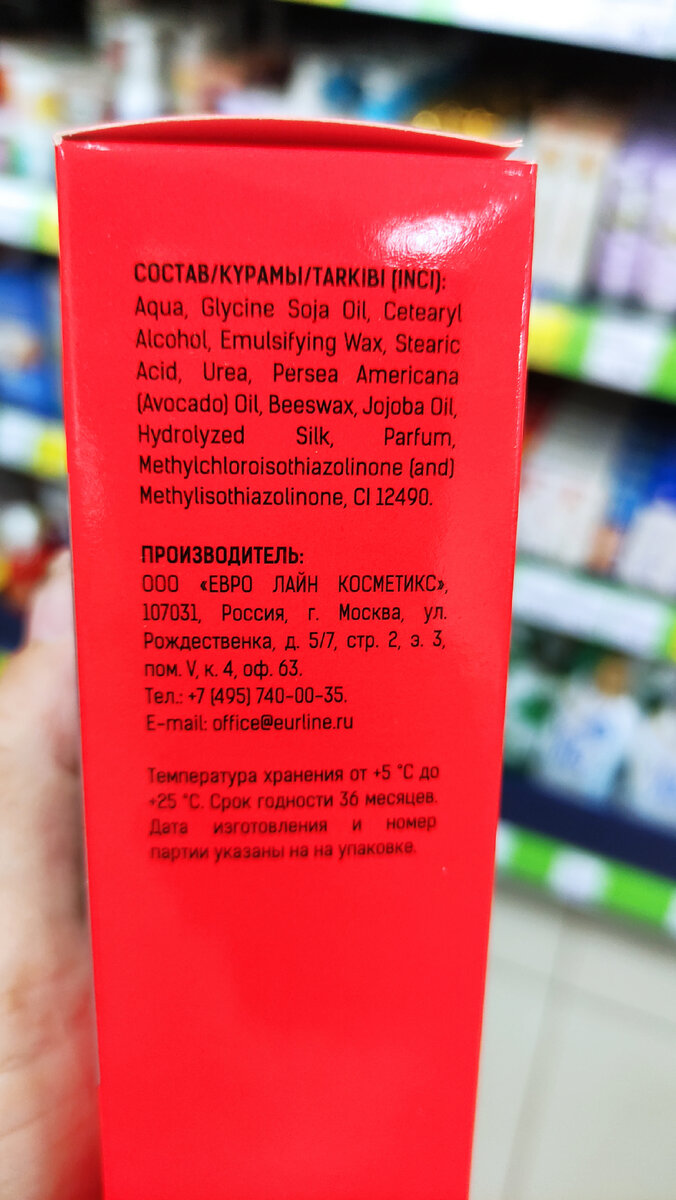 СОСТАВ/КУРАМЫ/TARKIBI (INCI):
Aqua, Glycine Soja Oil, Cetearyl
Alcohol, Emulsifying Wax, Stearic
Acid, Urea, Persea Americana
(Avocado) Oil, Beeswax, Jojoba Oil,
Hydrolyzed Silk, Parfum,
Methylchloroisothiazolinone (and)
Methylisothiazolinone, CI 12490.
ПРОИЗВОДИТЕЛЬ:
ООО «ЕВРО ЛАЙН КОСМЕТИКС»,
107031, Россия, г. Москва, ул.
Рождественка, д. 5/7, стр. 2, э. 3,
пом. V, к. 4, оф. 63.
Тел.: +7 (495) 740-00-35.
E-mail: office@eurline.ru
Температура хранения от +5 °С до
+25 °С. Срок годности 36 месяцев.
Дата изготовления и номер
партии указаны на на упаковке.